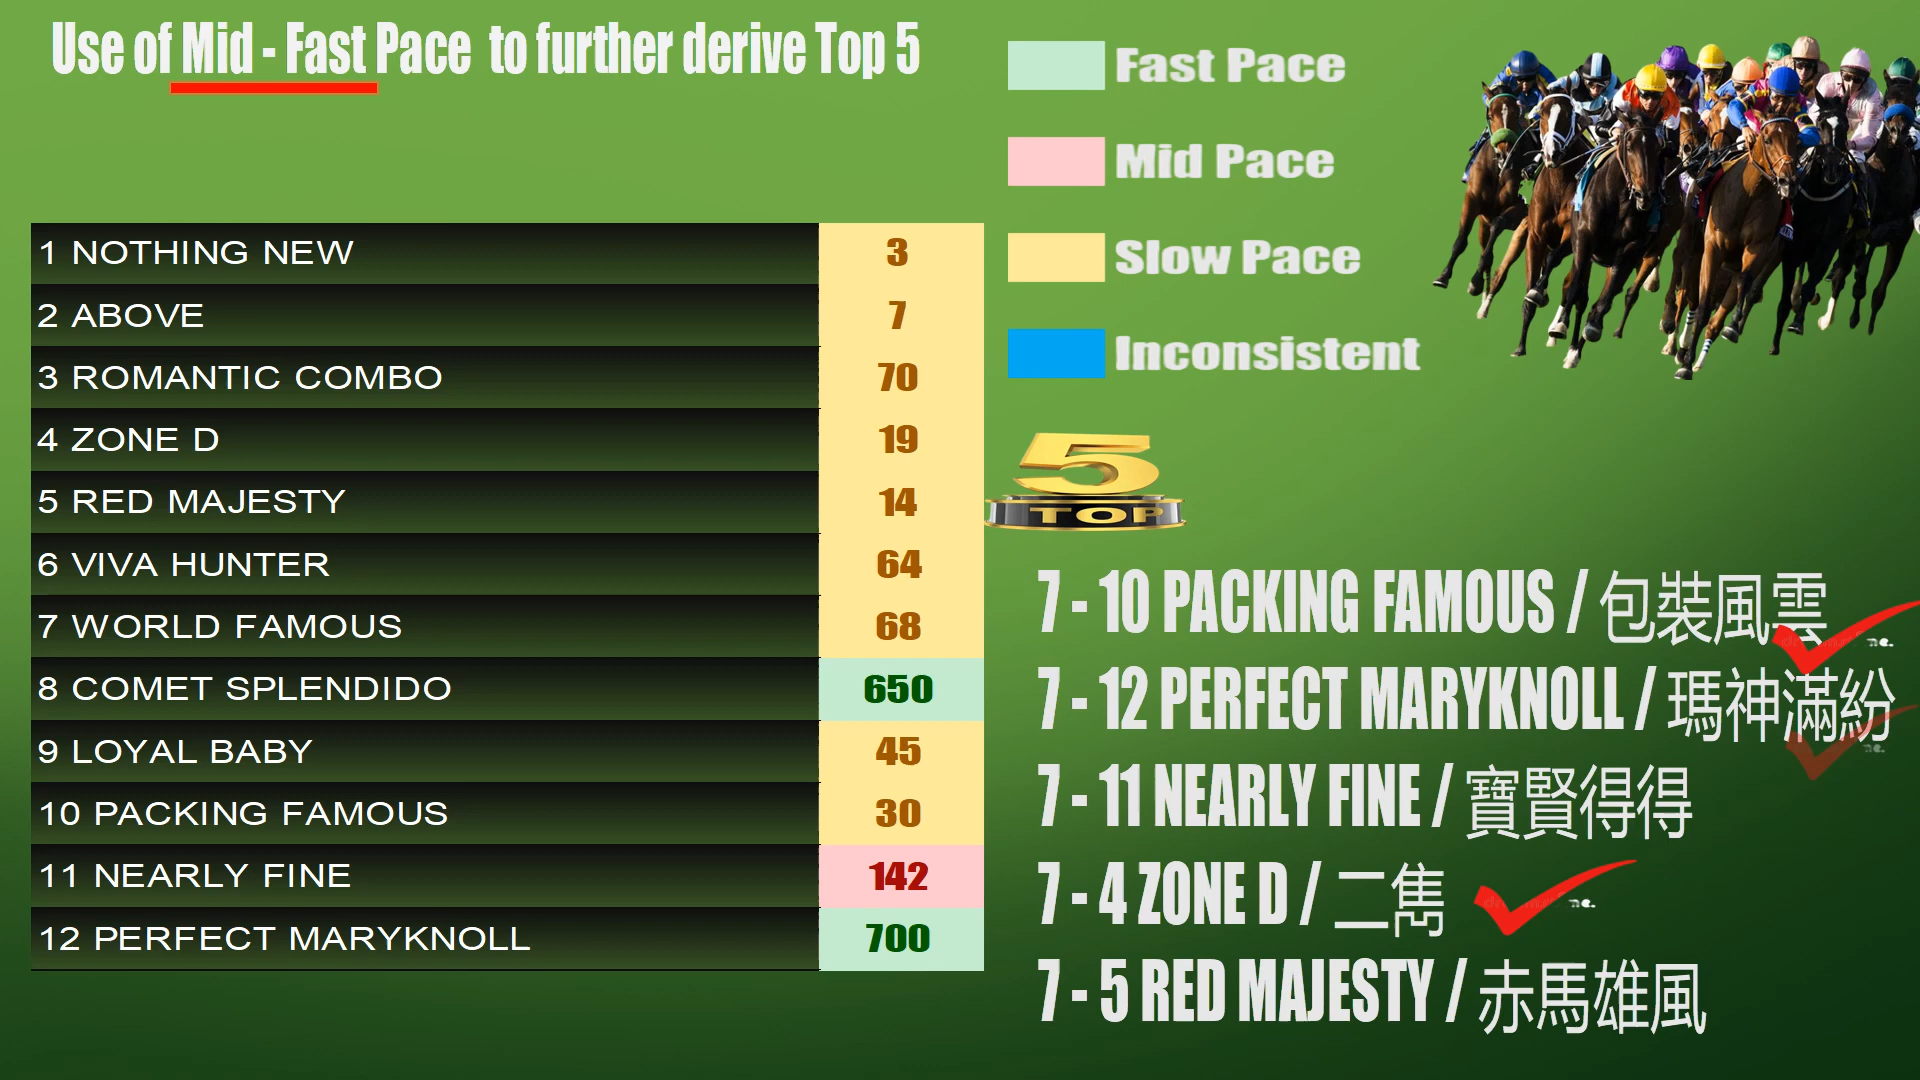 Use of Mid - Fast Pace to further derive Top 5
Fast Pace
Mid Pace
Slow Pace
Inconsistent
1 NOTHING NEW 3
2 ABOVE 7
3 ROMANTIC COMBO 70
4 ZONE D 19
5 RED MAJESTY 14
6 VIVA HUNTER 64
7 WORLD FAMOUS 68
8 COMET SPLENDIDO 650
9 LOYAL BABY 45
10 PACKING FAMOUS 30
11 NEARLY FINE 142
12 PERFECT MARYKNOLL 700
5
TOP
7 - 10 PACKING FAMOUS / 包裝風雲
7 - 12 PERFECT MARYKNOLL / 瑪神滿紛
7 - 11 NEARLY FINE / 寶賢得得
7 - 4 ZONE D / 二雋
7 - 5 RED MAJESTY / 赤馬雄風